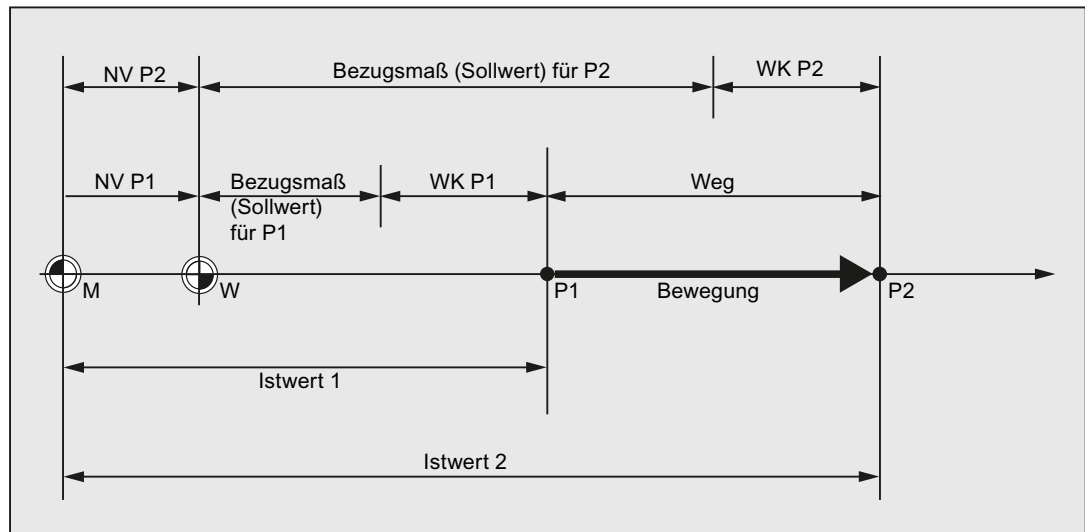 NV P2
Bezugsmaß (Sollwert) für P2
WK P2
NV P1
Bezugsmaß
(Sollwert)
für P1
WK P1
Weg
M
W
P1
Bewegung
P2
Istwert 1
Istwert 2